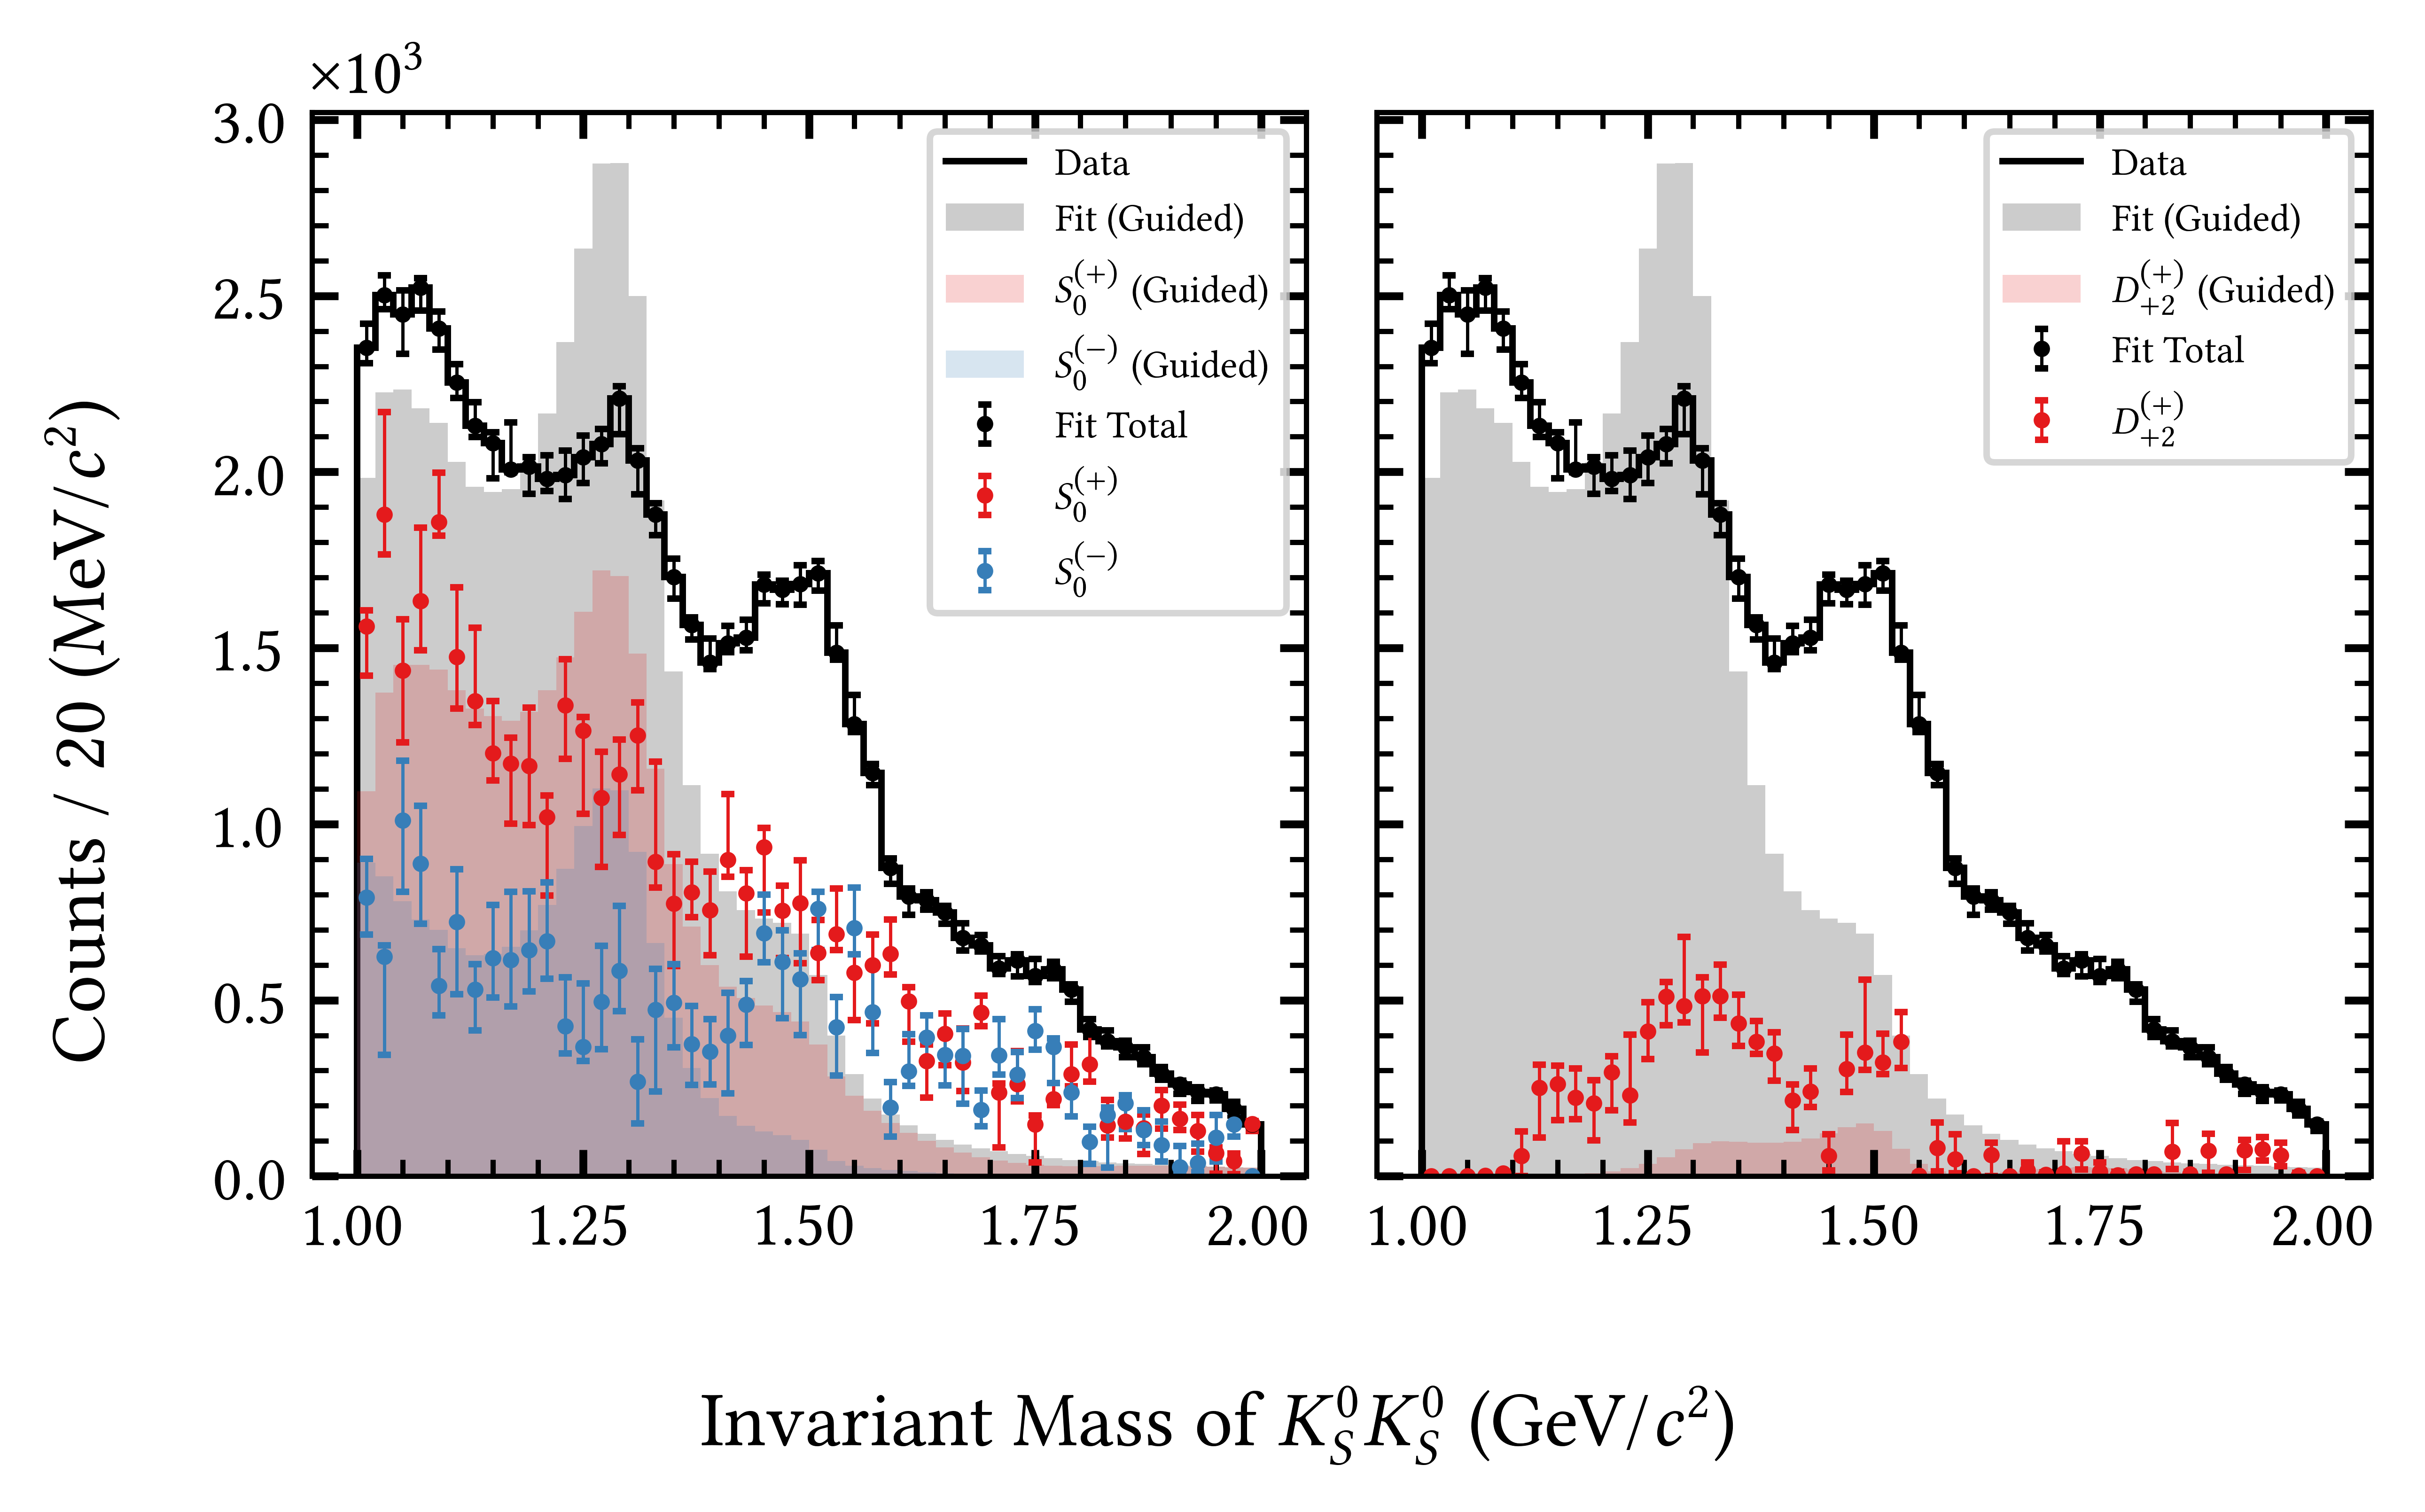 ×10³
3.0
2.5
2.0
1.5
1.0
0.5
0.0
Counts / 20 (MeV/c²)
Data
Fit (Guided)
S₀⁽⁺⁾ (Guided)
S₀⁽⁻⁾ (Guided)
Fit Total
S₀⁽⁺⁾
S₀⁽⁻⁾
1.00 1.25 1.50 1.75 2.00
Data
Fit (Guided)
D₊₂⁽⁺⁾ (Guided)
Fit Total
D₊₂⁽⁺⁾
1.00 1.25 1.50 1.75 2.00
Invariant Mass of K⁰_S K⁰_S (GeV/c²)